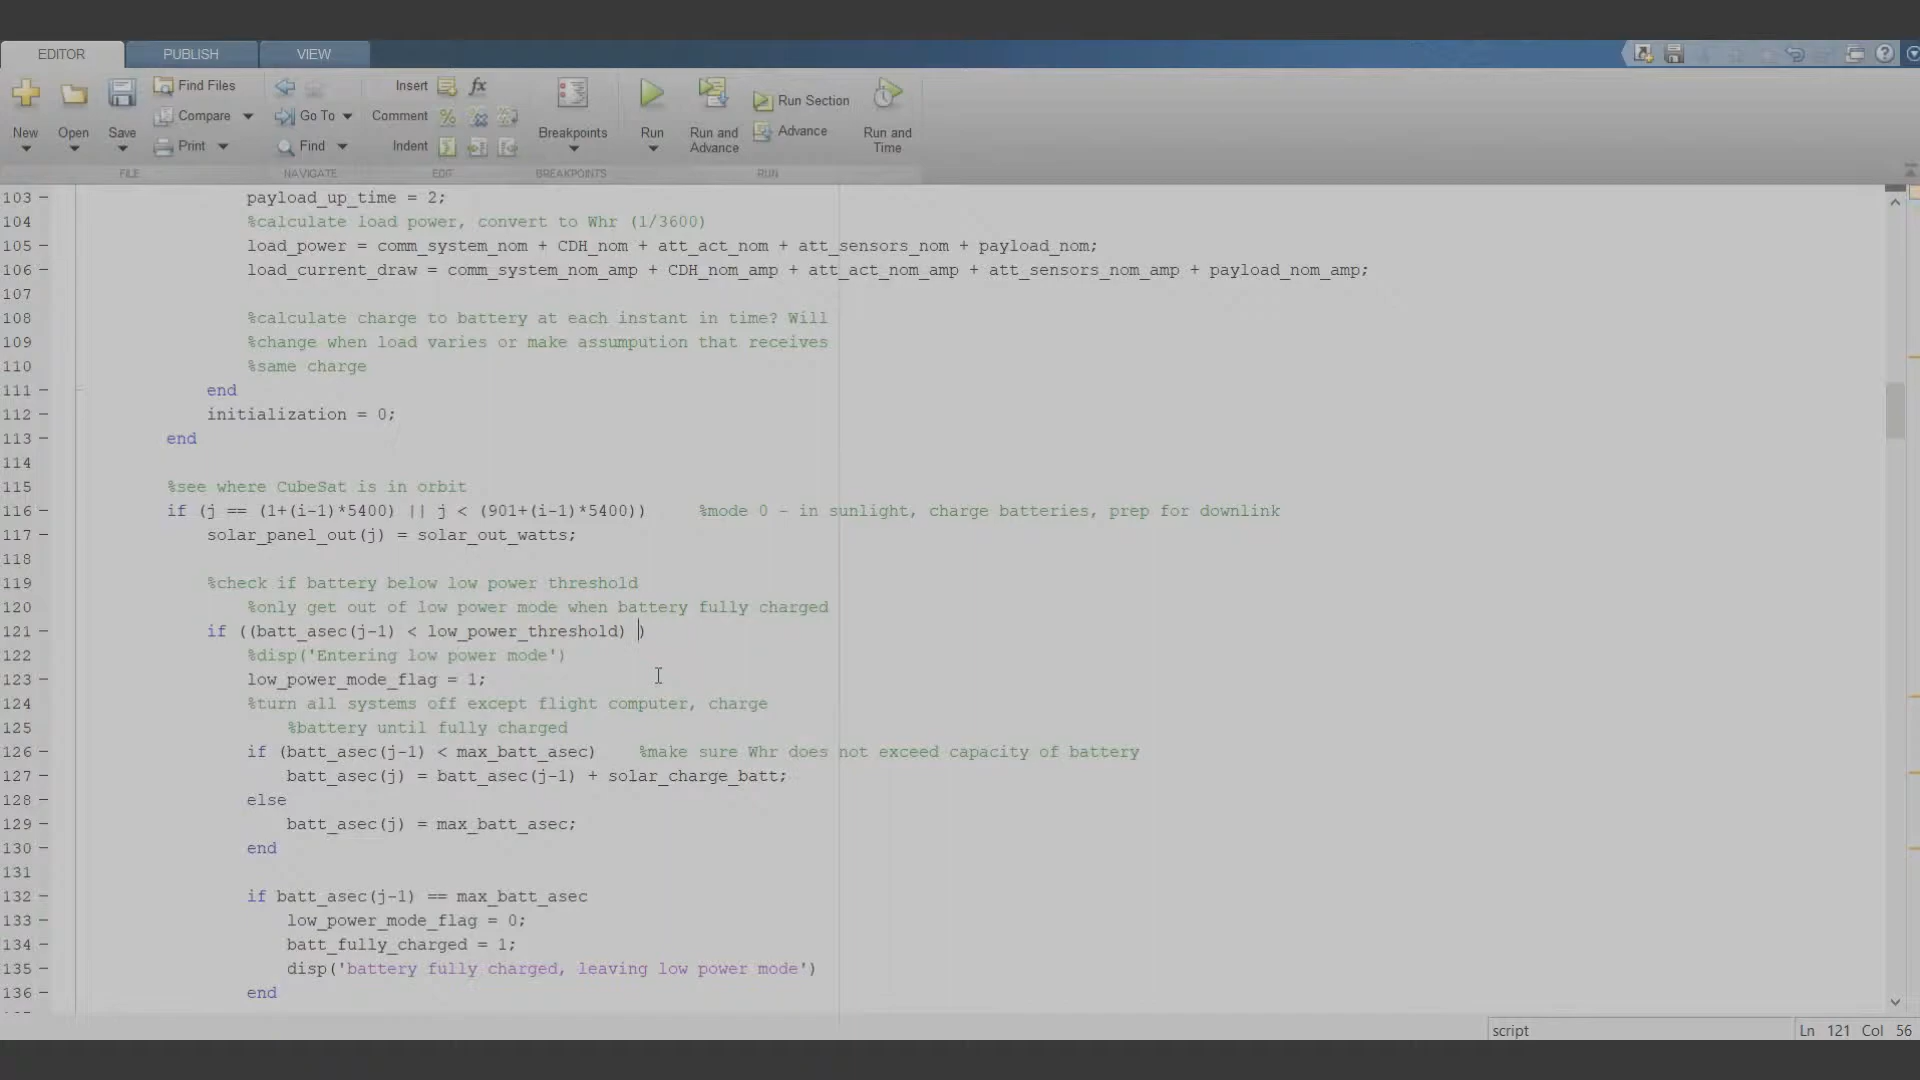 EDITOR PUBLISH VIEW
New Open Save Find Files Compare Print
Go To Find
Insert Comment Indent
Breakpoints
Run Run and Advance Run Section Advance Run and Time
FILE NAVIGATE EDIT BREAKPOINTS RUN
103 payload_up_time = 2;
104 %calculate load power, convert to Whr (1/3600)
105 load_power = comm_system_nom + CDH_nom + att_act_nom + att_sensors_nom + payload_nom;
106 load_current_draw = comm_system_nom_amp + CDH_nom_amp + att_act_nom_amp + att_sensors_nom_amp + payload_nom_amp;
107
108 %calculate charge to battery at each instant in time? Will
109 %change when load varies or make assumpution that receives
110 %same charge
111 end
112 initialization = 0;
113 end
114
115 %see where CubeSat is in orbit
116 if (j == (1+(i-1)*5400) || j < (901+(i-1)*5400)) %mode 0 - in sunlight, charge batteries, prep for downlink
117 solar_panel_out(j) = solar_out_watts;
118
119 %check if battery below low power threshold
120 %only get out of low power mode when battery fully charged
121 if ((batt_asec(j-1) < low_power_threshold) )
122 %disp('Entering low power mode')
123 low_power_mode_flag = 1;
124 %turn all systems off except flight computer, charge
125 %battery until fully charged
126 if (batt_asec(j-1) < max_batt_asec) %make sure Whr does not exceed capacity of battery
127 batt_asec(j) = batt_asec(j-1) + solar_charge_batt;
128 else
129 batt_asec(j) = max_batt_asec;
130 end
131
132 if batt_asec(j-1) == max_batt_asec
133 low_power_mode_flag = 0;
134 batt_fully_charged = 1;
135 disp('battery fully charged, leaving low power mode')
136 end
script Ln 121 Col 56